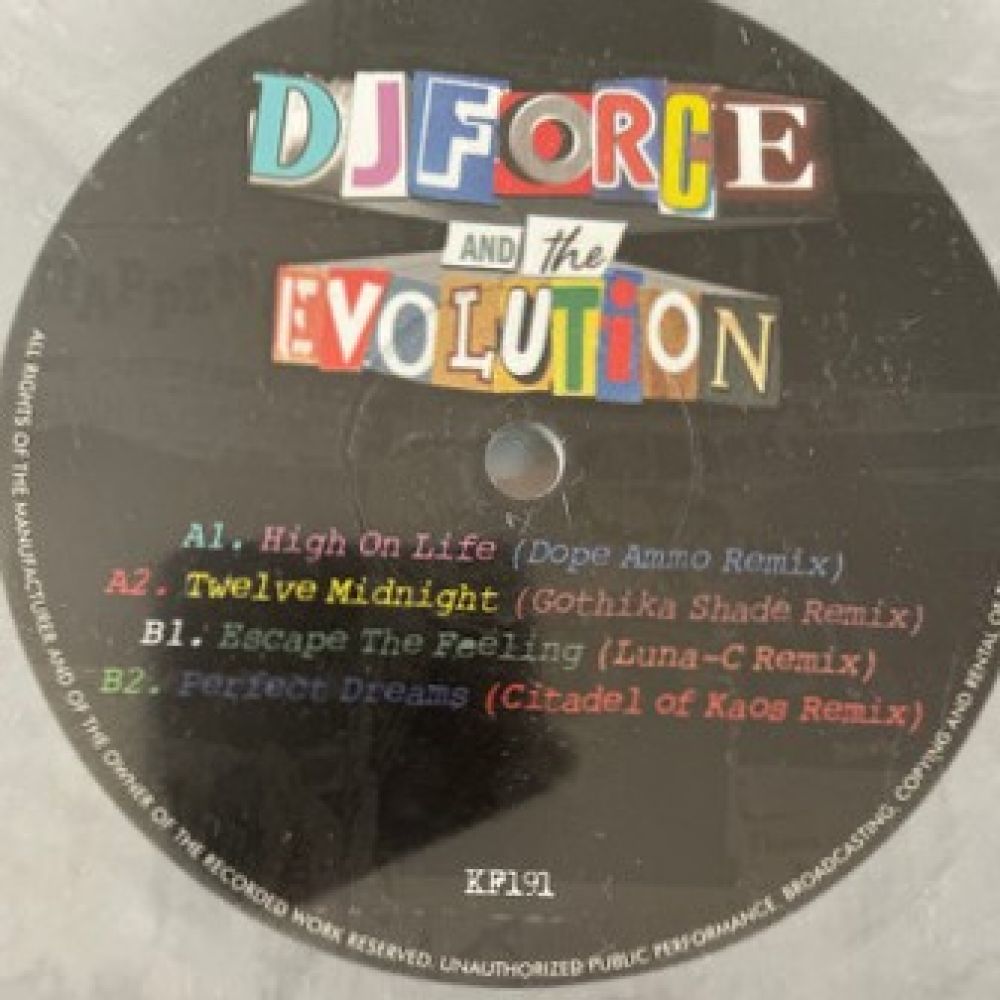 DJ FORCE
AND the
EVOLUTION
A1. High On Life (Dope Ammo Remix)
A2. Twelve Midnight (Gothika Shade Remix)
B1. Escape The Feeling (Luna-C Remix)
B2. Perfect Dreams (Citadel of Kaos Remix)
KF191
ALL RIGHTS OF THE MANUFACTURER AND OF THE OWNER OF THE RECORDED WORK RESERVED. UNAUTHORIZED PUBLIC PERFORMANCE, BROADCASTING, COPYING AND RENTAL